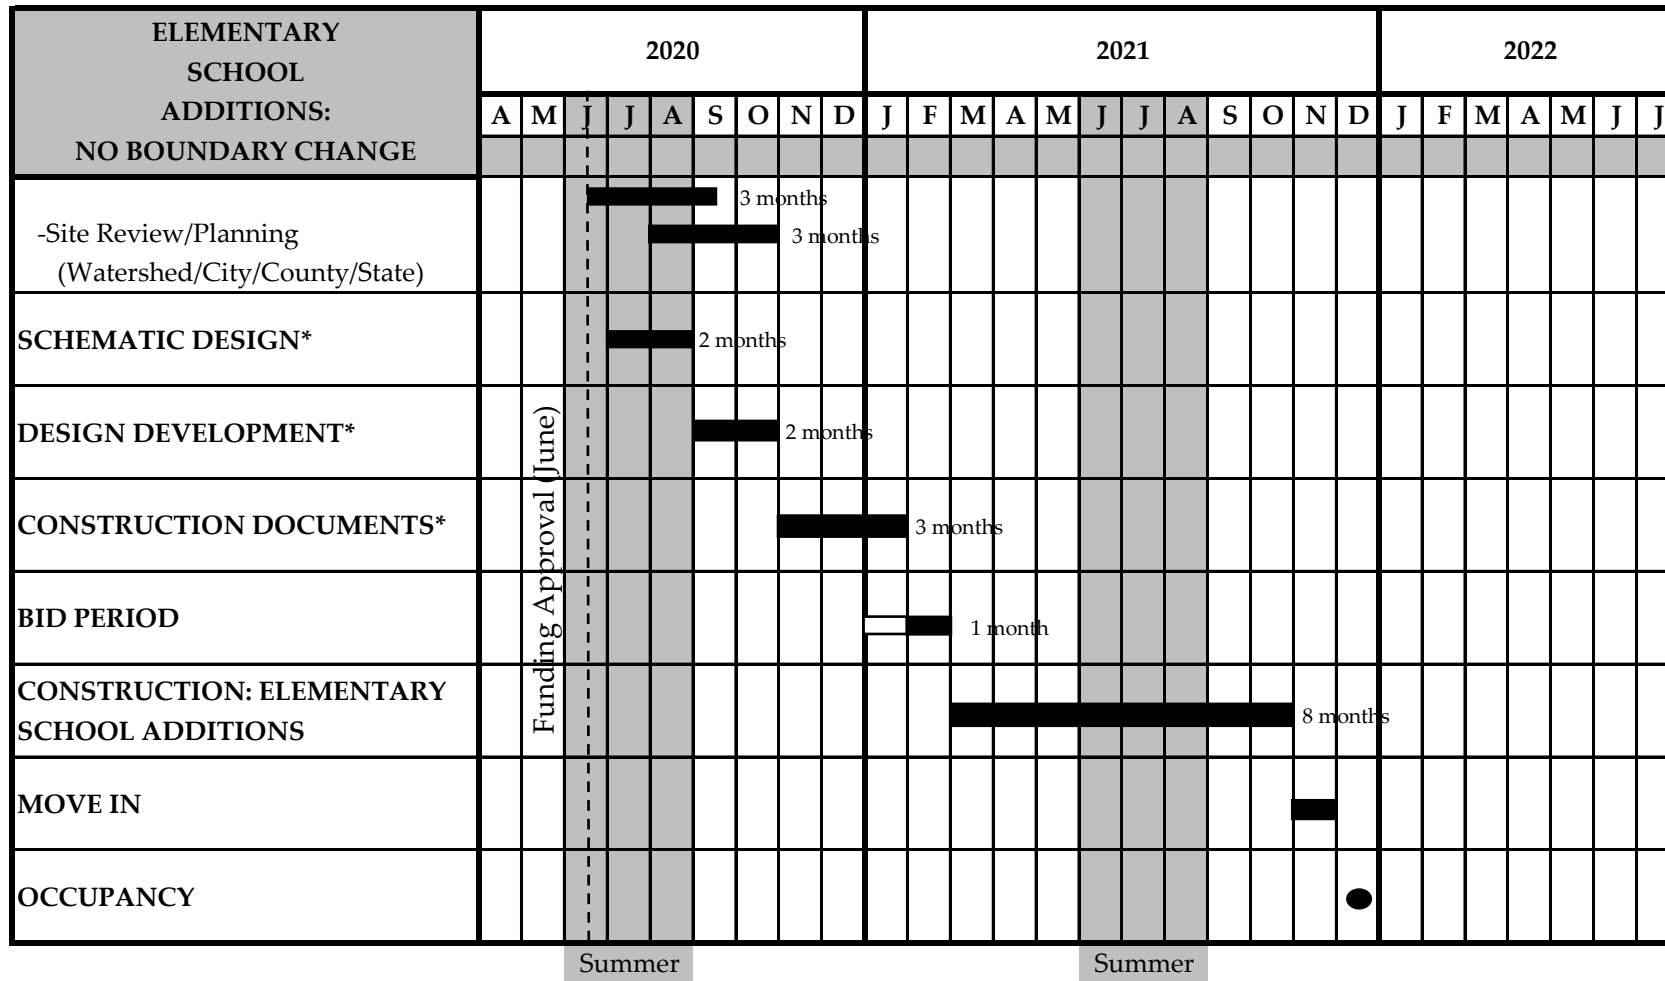 ELEMENTARY
SCHOOL
ADDITIONS:
NO BOUNDARY CHANGE
2020 2021 2022
A M J J A S O N D J F M A M J J A S O N D J F M A M J J
3 months
-Site Review/Planning
3 months
(Watershed/City/County/State)
SCHEMATIC DESIGN*
2 months
DESIGN DEVELOPMENT*
2 months
Funding Approval (June)
CONSTRUCTION DOCUMENTS*
3 months
BID PERIOD
1 month
CONSTRUCTION: ELEMENTARY
SCHOOL ADDITIONS
8 months
MOVE IN
OCCUPANCY
Summer Summer